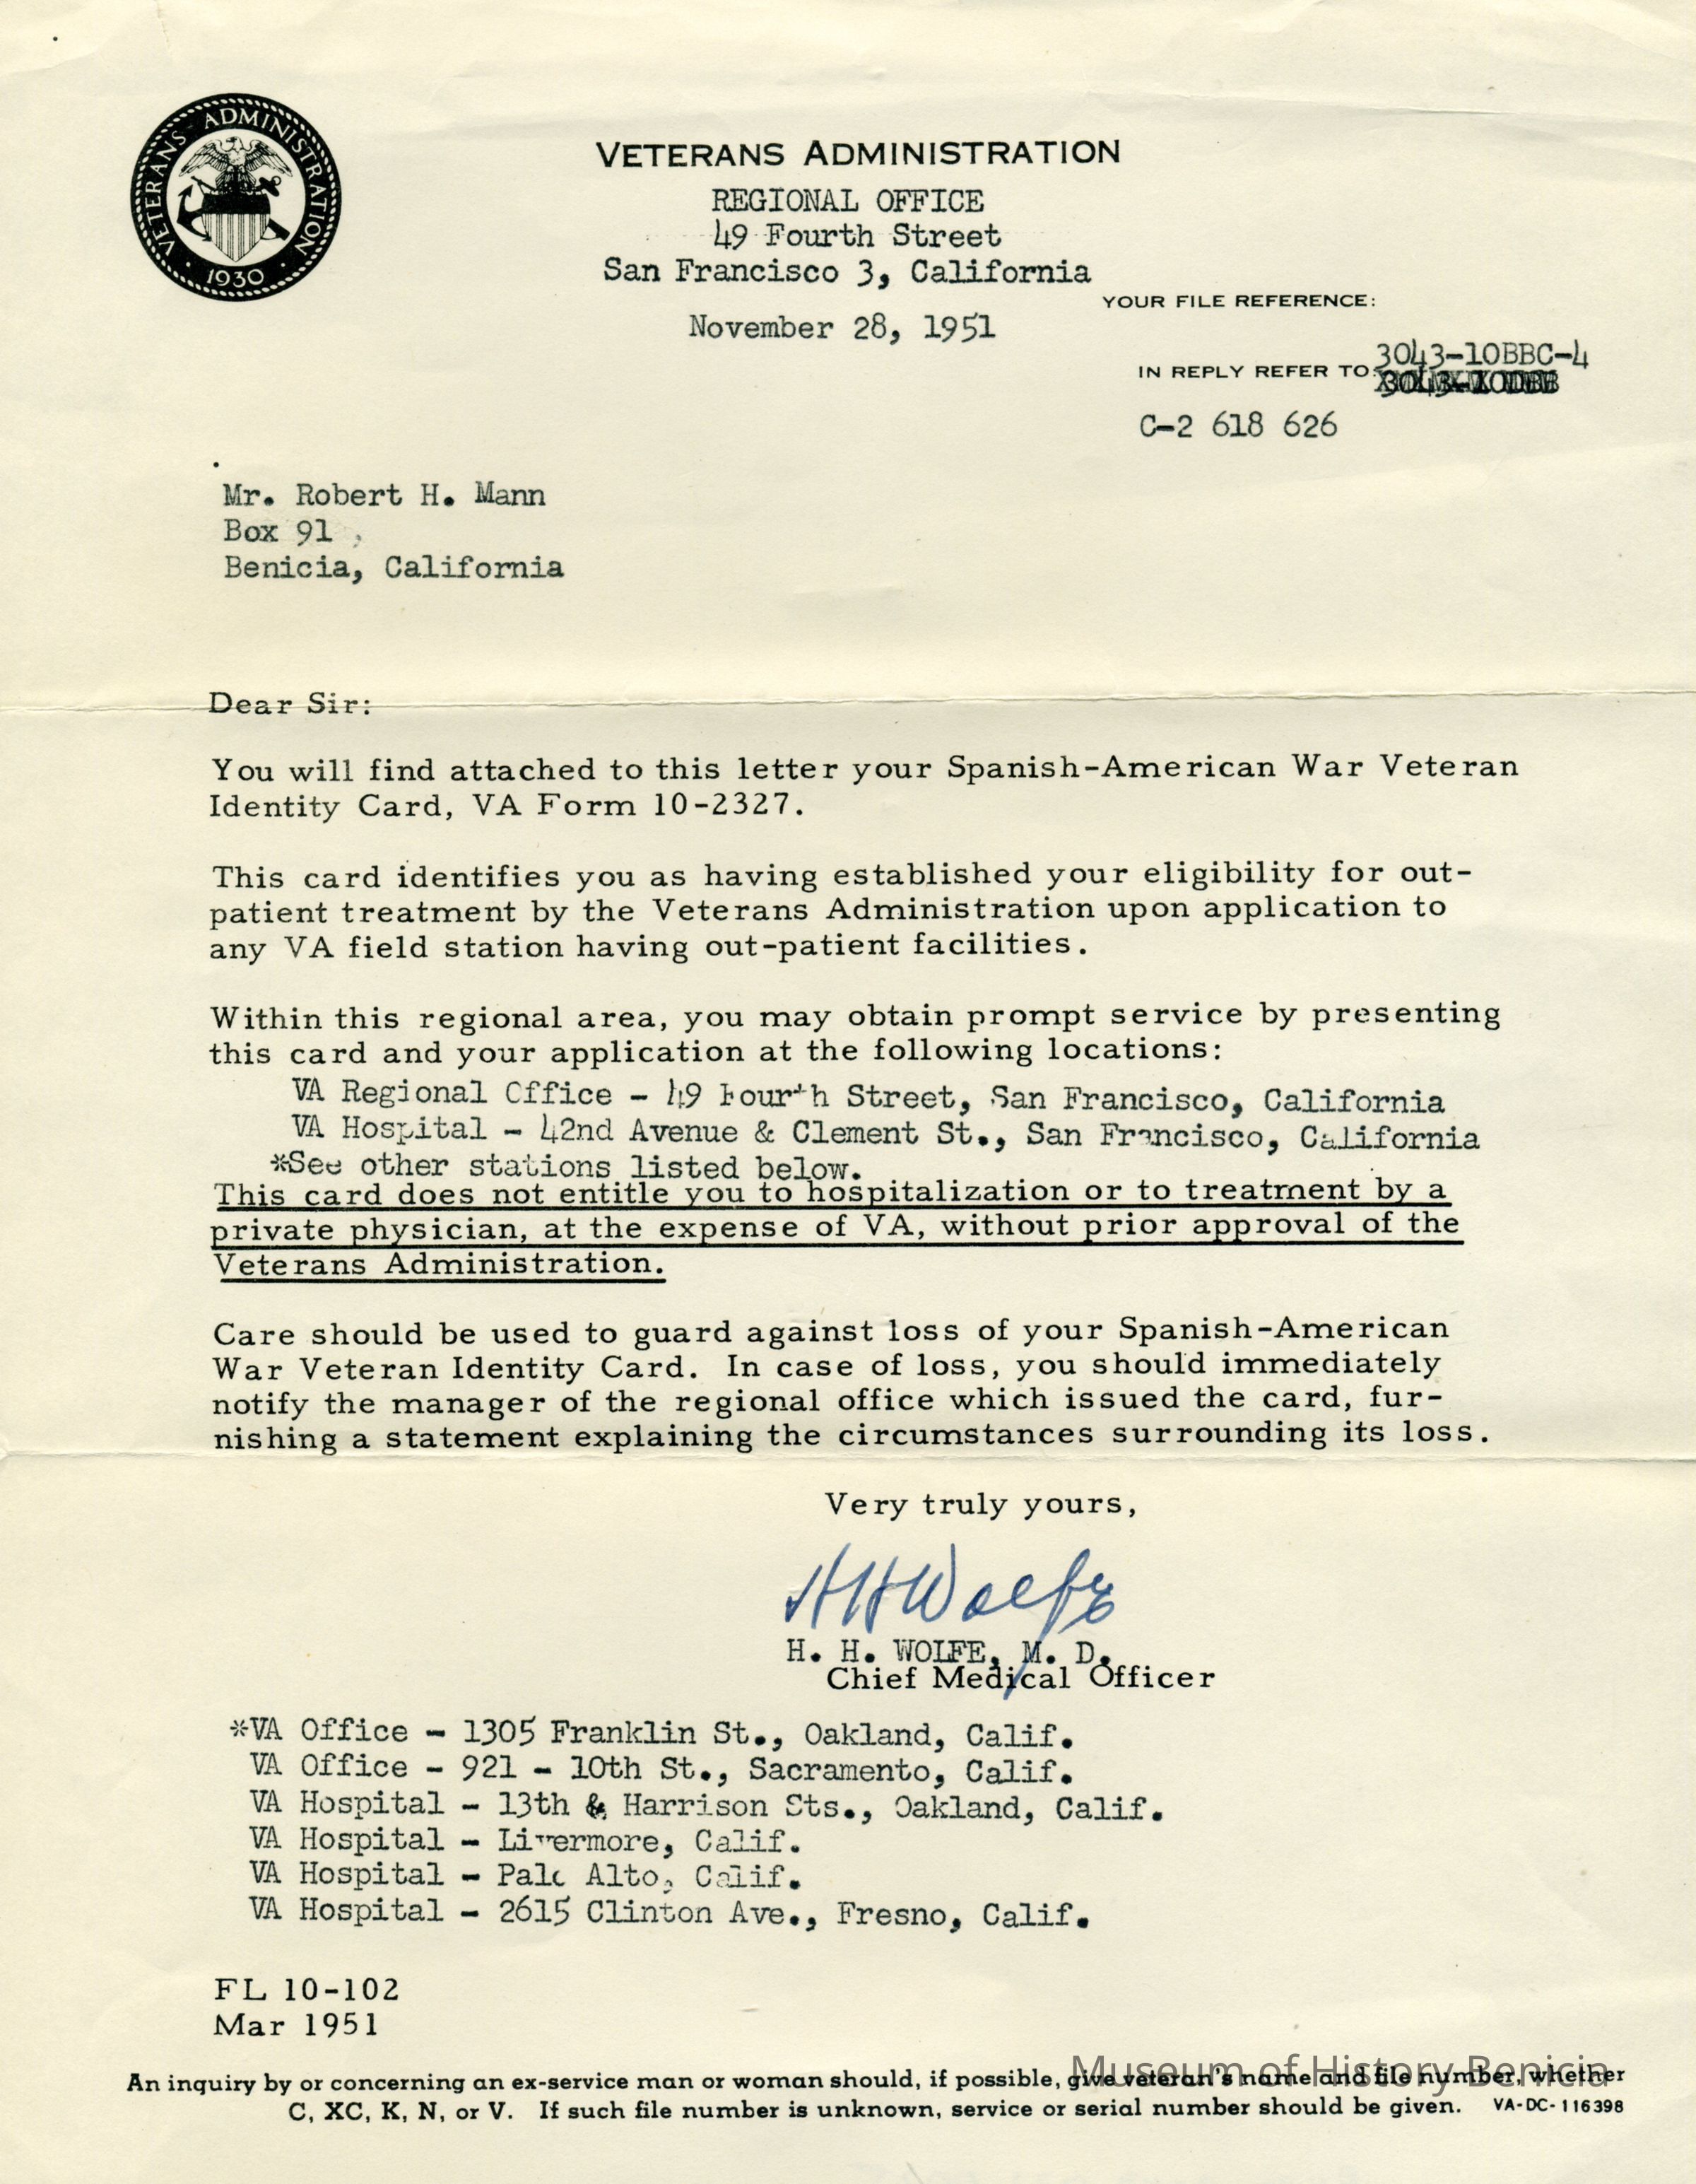 VETERANS ADMINISTRATION
1930
VETERANS ADMINISTRATION
REGIONAL OFFICE
49 Fourth Street
San Francisco 3, California
YOUR FILE REFERENCE:
November 28, 1951
3043-10BBC-4
IN REPLY REFER TO:
C-2 618 626
Mr. Robert H. Mann
Box 91 ,
Benicia, California
Dear Sir:
You will find attached to this letter your Spanish-American War Veteran
Identity Card, VA Form 10-2327.
This card identifies you as having established your eligibility for out-
patient treatment by the Veterans Administration upon application to
any VA field station having out-patient facilities.
Within this regional area, you may obtain prompt service by presenting
this card and your application at the following locations:
VA Regional Office - 49 Fourth Street, San Francisco, California
VA Hospital - 42nd Avenue & Clement St., San Francisco, California
*See other stations listed below.
This card does not entitle you to hospitalization or to treatment by a
private physician, at the expense of VA, without prior approval of the
Veterans Administration.
Care should be used to guard against loss of your Spanish-American
War Veteran Identity Card. In case of loss, you should immediately
notify the manager of the regional office which issued the card, fur-
nishing a statement explaining the circumstances surrounding its loss.
Very truly yours,
HHWolfe
H. H. WOLFE, M. D.
Chief Medical Officer
*VA Office - 1305 Franklin St., Oakland, Calif.
VA Office - 921 - 10th St., Sacramento, Calif.
VA Hospital - 13th & Harrison Sts., Oakland, Calif.
VA Hospital - Livermore, Calif.
VA Hospital - Palo Alto, Calif.
VA Hospital - 2615 Clinton Ave., Fresno, Calif.
FL 10-102
Mar 1951
Museum of History Benicia
An inquiry by or concerning an ex-service man or woman should, if possible, give veteran's name and file number, whether
C, XC, K, N, or V. If such file number is unknown, service or serial number should be given. VA-DC-116398